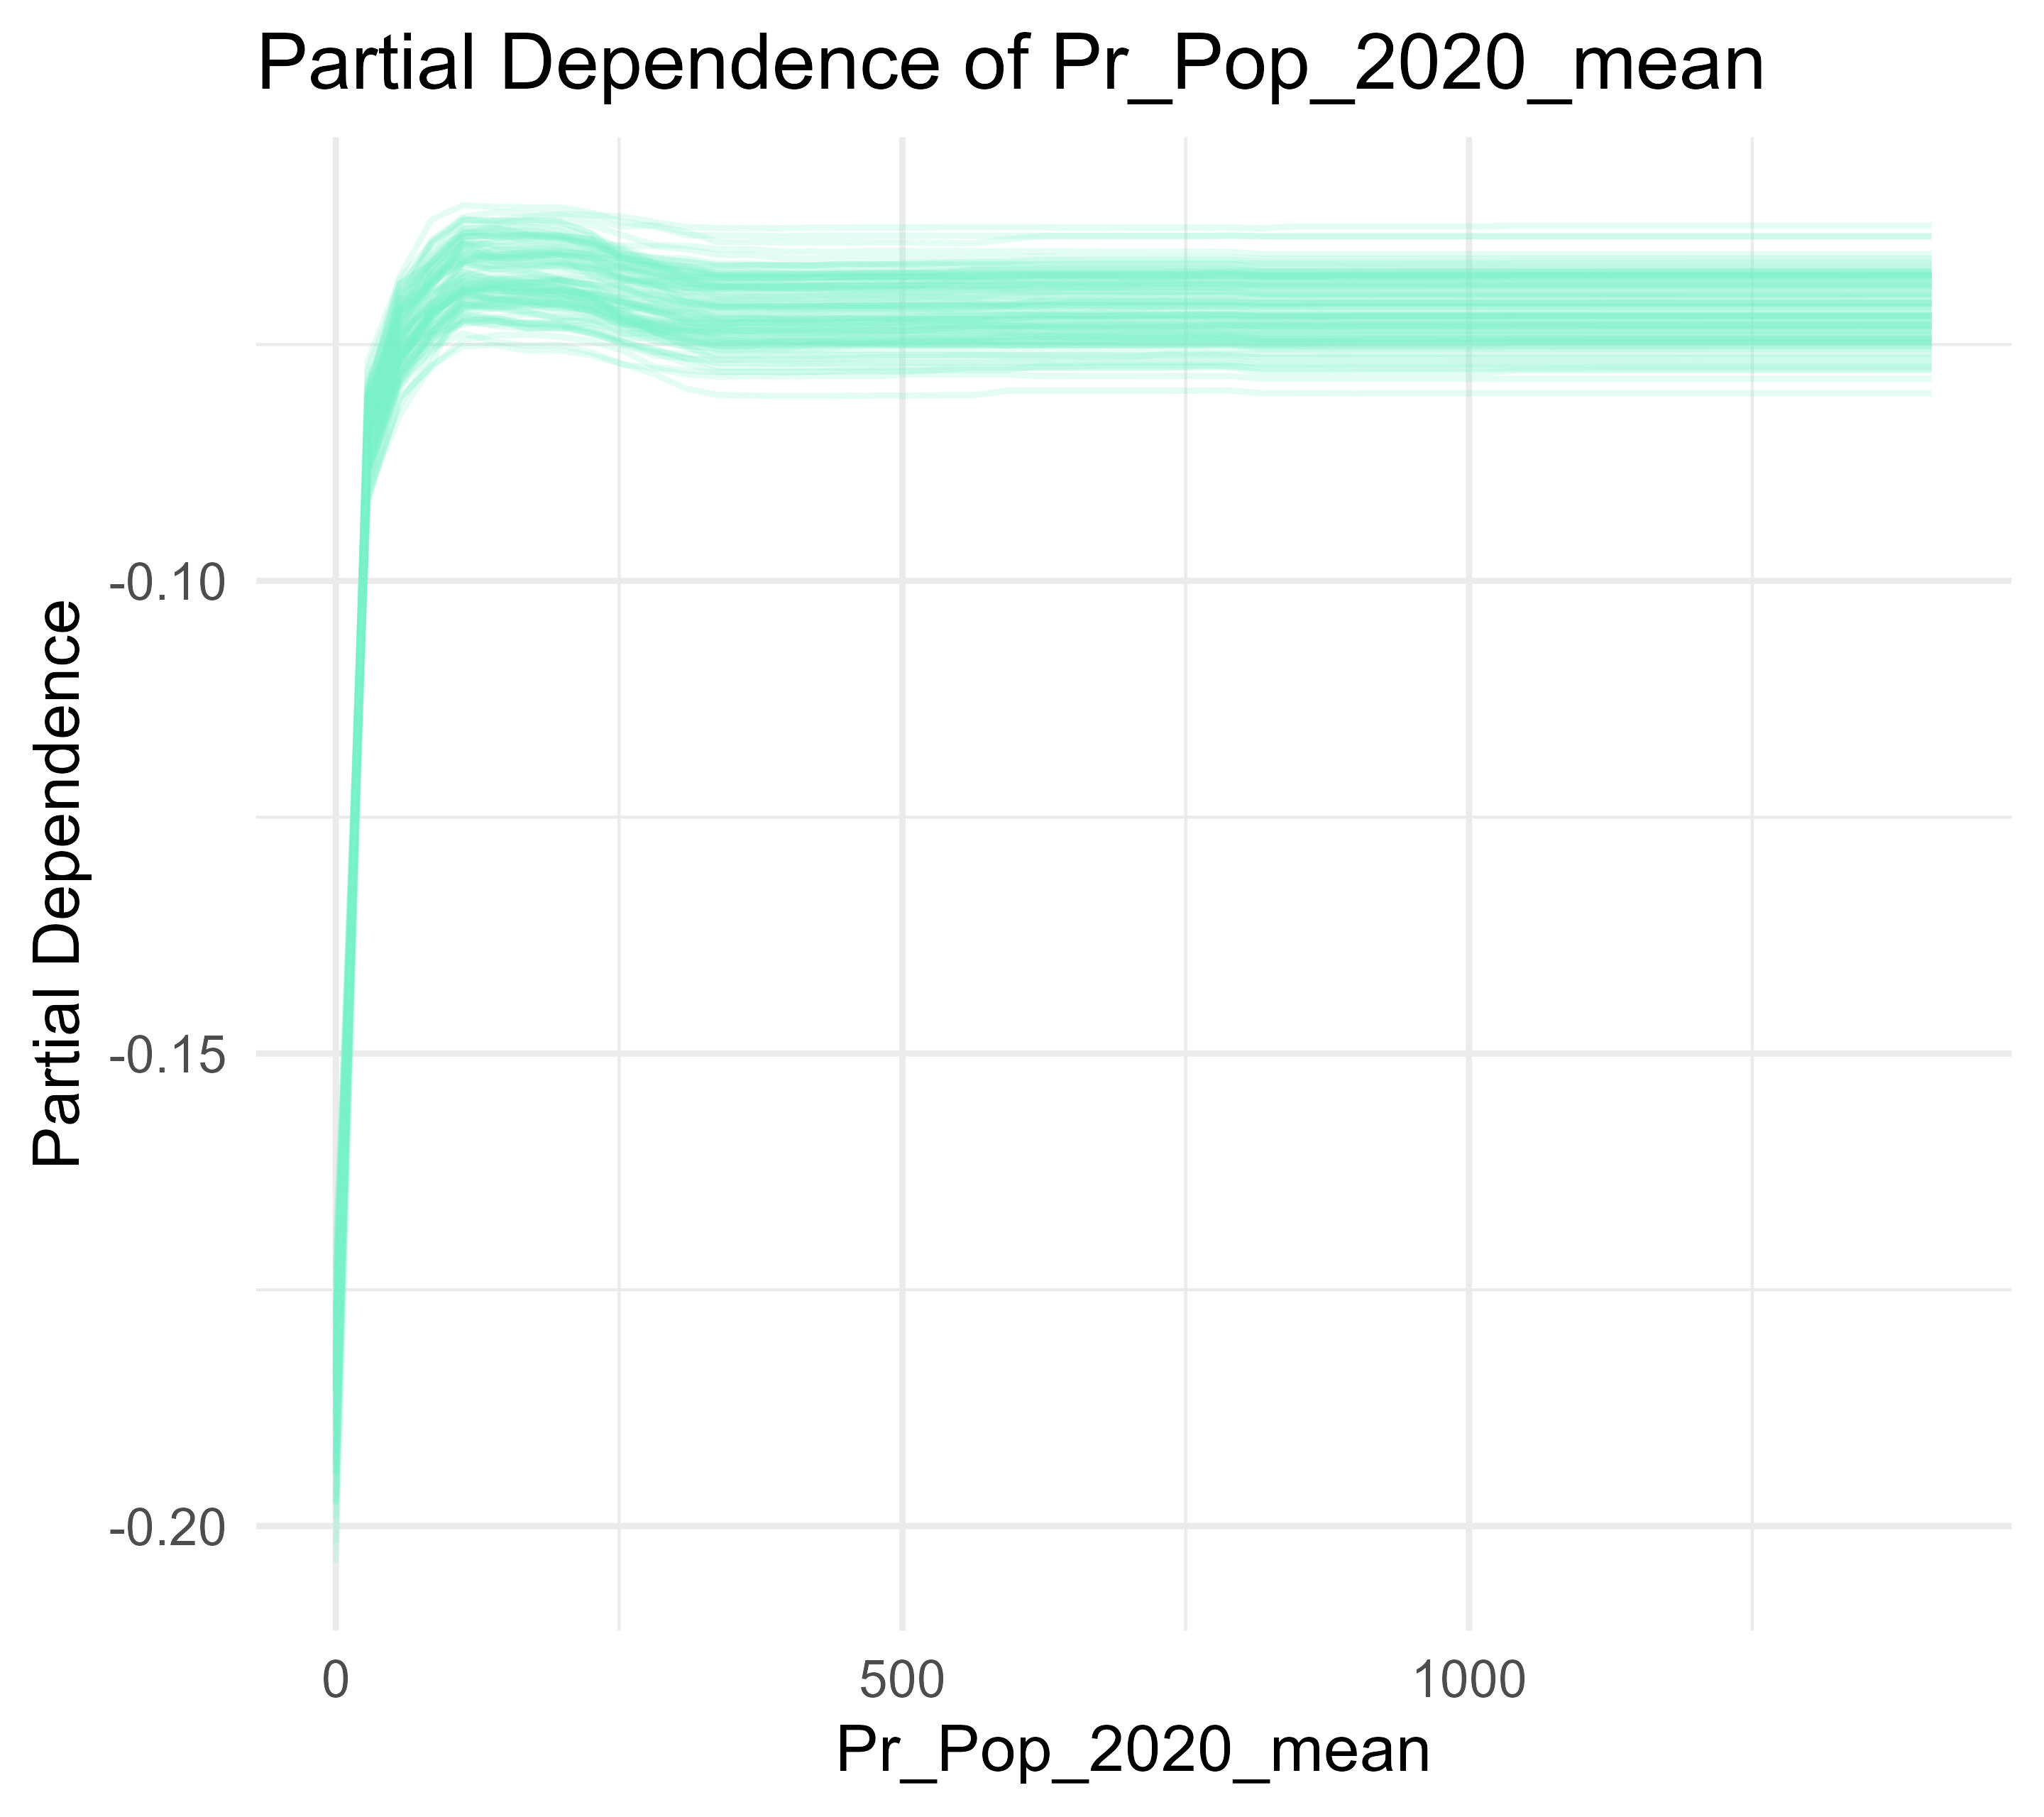 Partial Dependence of Pr_Pop_2020_mean
Partial Dependence
-0.10
-0.15
-0.20
0
500
1000
Pr_Pop_2020_mean